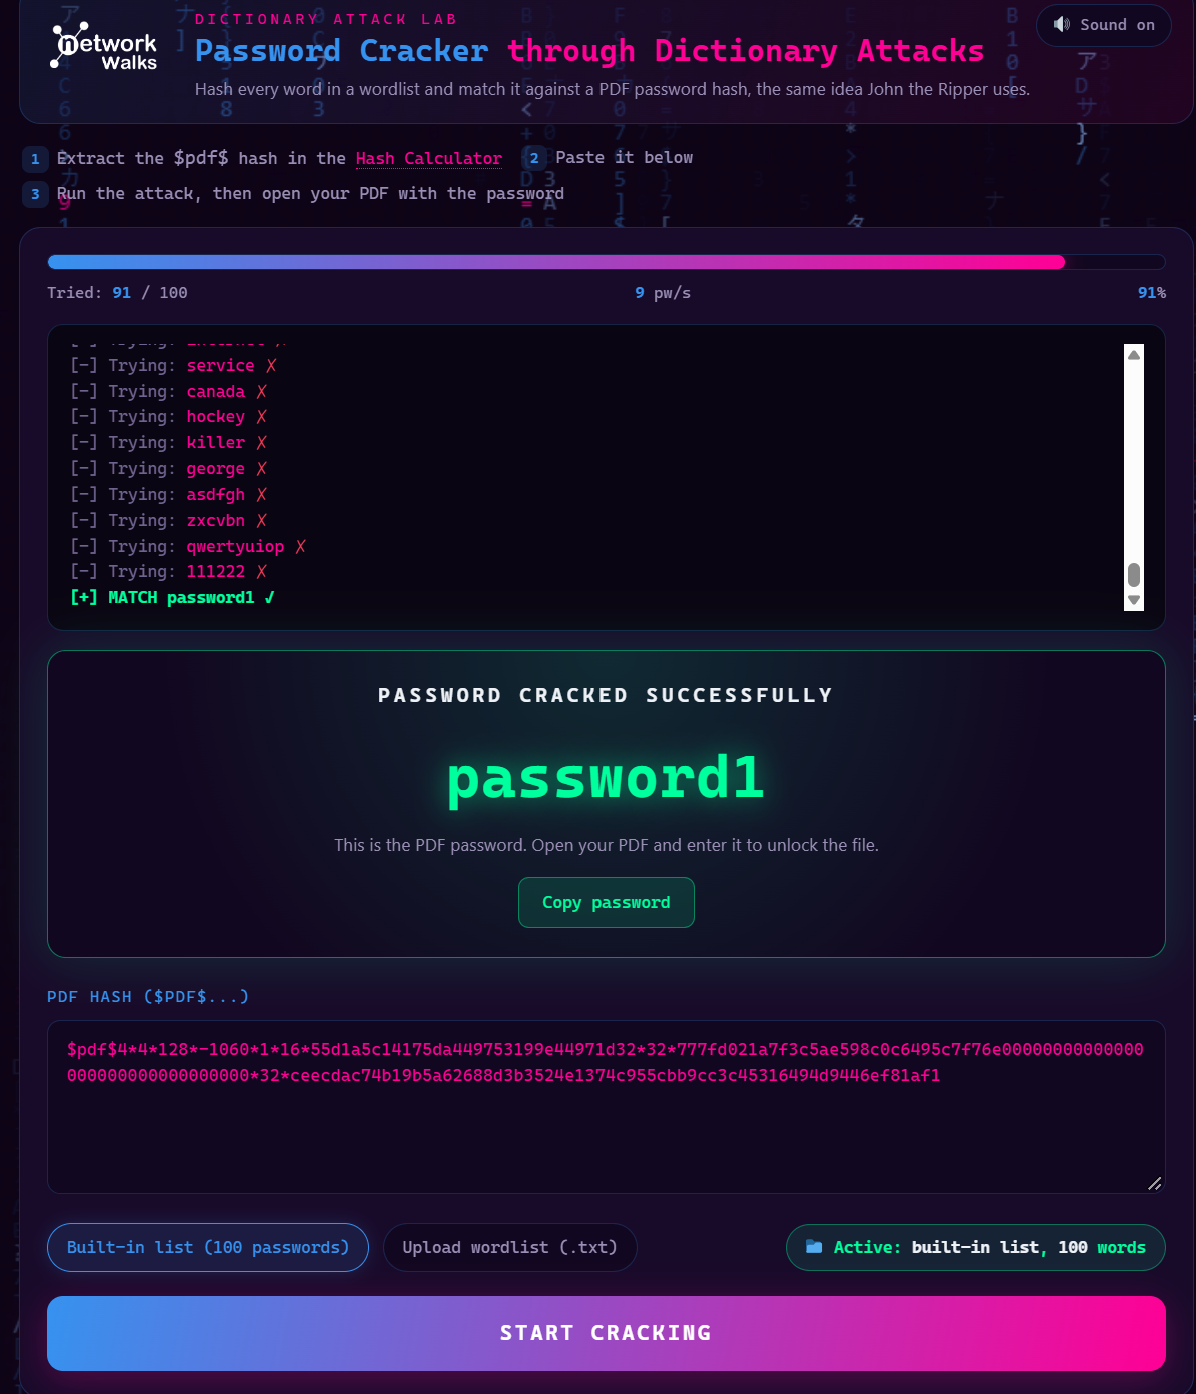 DICTIONARY ATTACK LAB
network
walks
Password Cracker through Dictionary Attacks
Sound on
Hash every word in a wordlist and match it against a PDF password hash, the same idea John the Ripper uses.
1 Extract the $pdf$ hash in the Hash Calculator 2 Paste it below
3 Run the attack, then open your PDF with the password
Tried: 91 / 100 9 pw/s 91%
[-] Trying: service ✗
[-] Trying: canada ✗
[-] Trying: hockey ✗
[-] Trying: killer ✗
[-] Trying: george ✗
[-] Trying: asdfgh ✗
[-] Trying: zxcvbn ✗
[-] Trying: qwertyuiop ✗
[-] Trying: 111222 ✗
[+] MATCH password1 ✓
PASSWORD CRACKED SUCCESSFULLY
password1
This is the PDF password. Open your PDF and enter it to unlock the file.
Copy password
PDF HASH ($PDF$...)
$pdf$4*4*128*-1060*1*16*55d1a5c14175da449753199e44971d32*32*777fd021a7f3c5ae598c0c6495c7f76e00000000000000
000000000000000000*32*ceecdac74b19b5a62688d3b3524e1374c955cbb9cc3c45316494d9446ef81af1
Built-in list (100 passwords) Upload wordlist (.txt) Active: built-in list, 100 words
START CRACKING